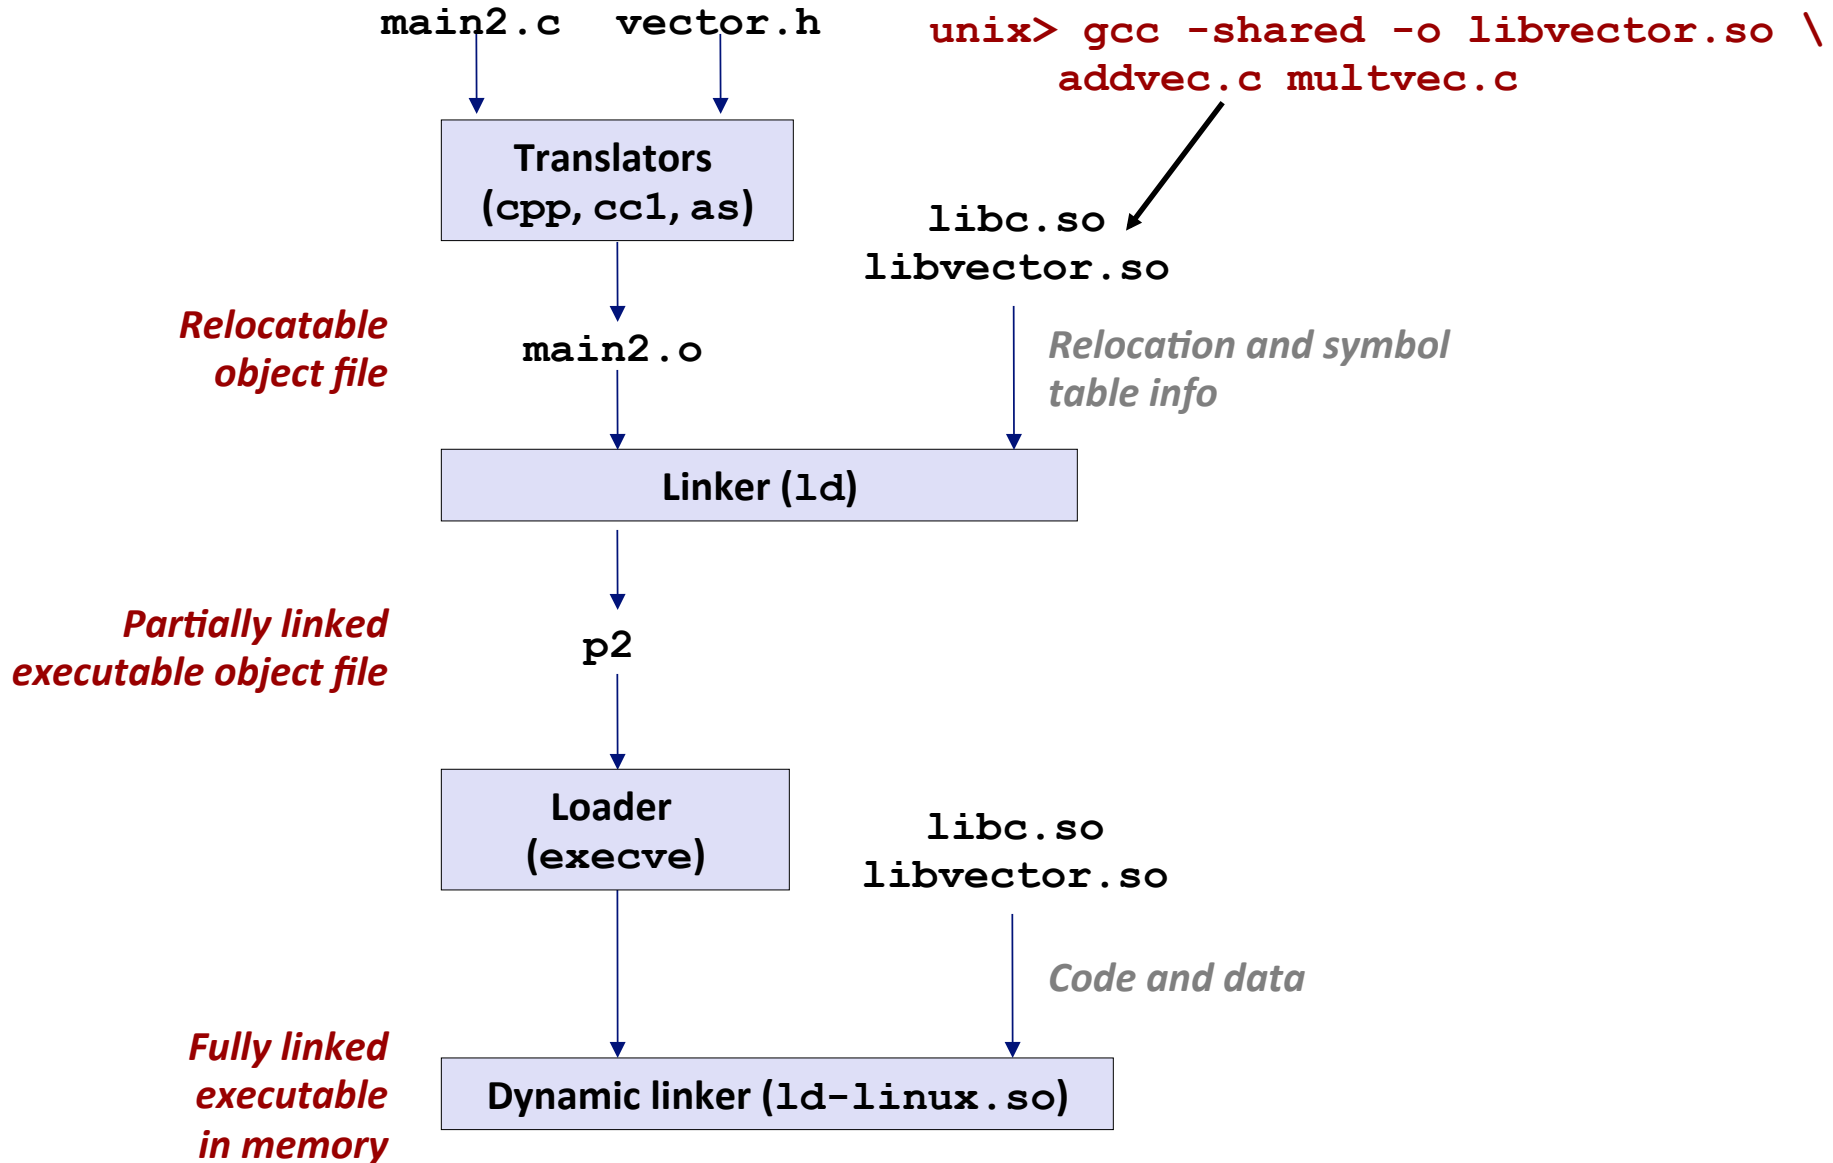 main2.c vector.h
unix> gcc -shared -o libvector.so \
addvec.c multvec.c
Translators
(cpp, cc1, as)
libc.so
libvector.so
Relocatable
object file
main2.o
Relocation and symbol
table info
Linker (ld)
Partially linked
executable object file
p2
Loader
(execve)
libc.so
libvector.so
Code and data
Fully linked
executable
in memory
Dynamic linker (ld-linux.so)